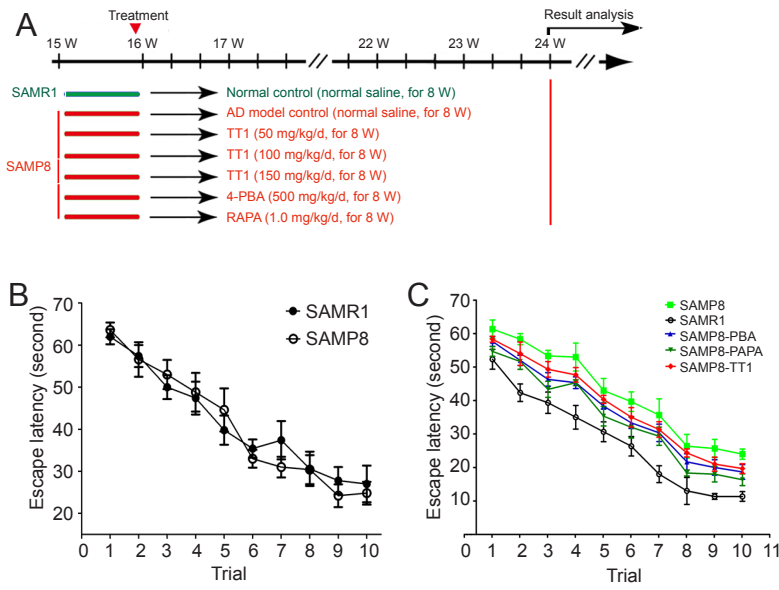 A
Treatment
Result analysis
15 W 16 W 17 W 22 W 23 W 24 W
SAMR1
Normal control (normal saline, for 8 W)
SAMP8
AD model control (normal saline, for 8 W)
TT1 (50 mg/kg/d, for 8 W)
TT1 (100 mg/kg/d, for 8 W)
TT1 (150 mg/kg/d, for 8 W)
4-PBA (500 mg/kg/d, for 8 W)
RAPA (1.0 mg/kg/d, for 8 W)
B
Escape latency (second)
70
60
50
40
30
20
0 1 2 3 4 5 6 7 8 9 10
Trial
SAMR1
SAMP8
C
Escape latency (second)
70
60
50
40
30
20
10
0 1 2 3 4 5 6 7 8 9 10 11
Trial
SAMP8
SAMR1
SAMP8-PBA
SAMP8-PAPA
SAMP8-TT1